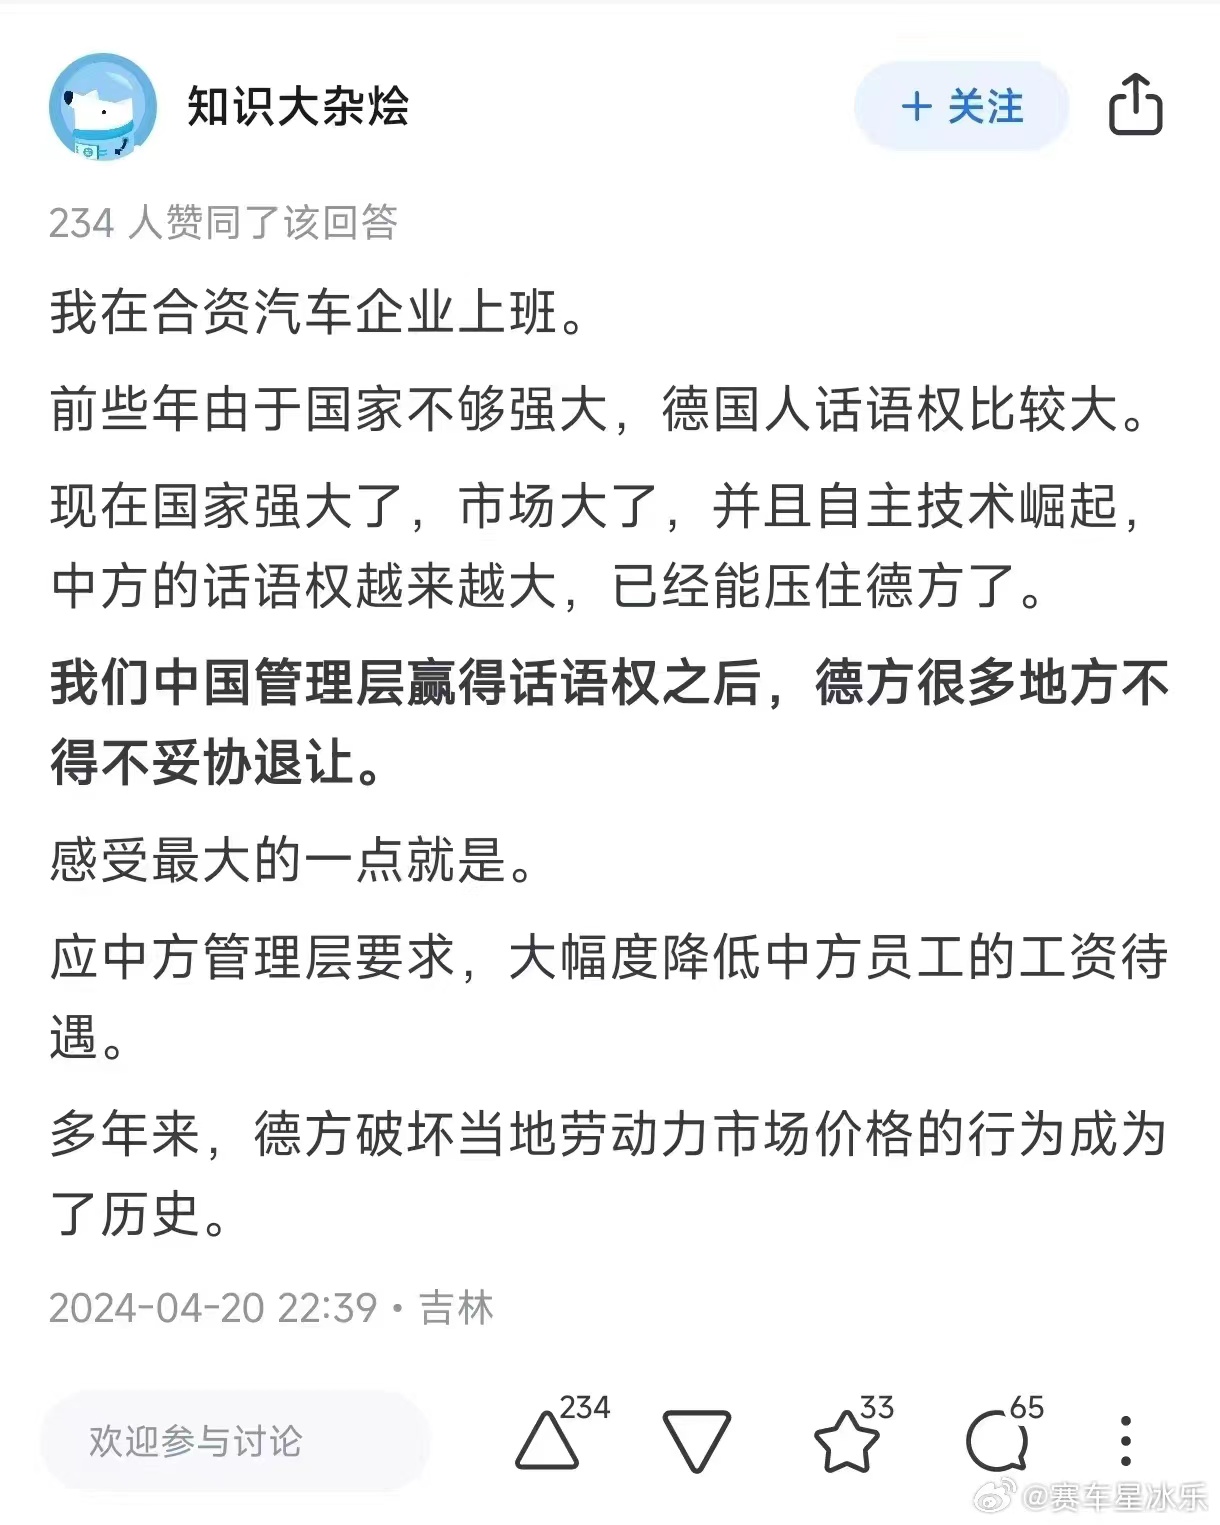 知识大杂烩
+ 关注
234 人赞同了该回答
我在合资汽车企业上班。
前些年由于国家不够强大，德国人话语权比较大。
现在国家强大了，市场大了，并且自主技术崛起，
中方的话语权越来越大，已经能压住德方了。
我们中国管理层赢得话语权之后，德方很多地方不
得不妥协退让。
感受最大的一点就是。
应中方管理层要求，大幅度降低中方员工的工资待
遇。
多年来，德方破坏当地劳动力市场价格的行为成为
了历史。
2024-04-20 22:39 · 吉林
欢迎参与讨论
234
33
65
@赛车星冰乐